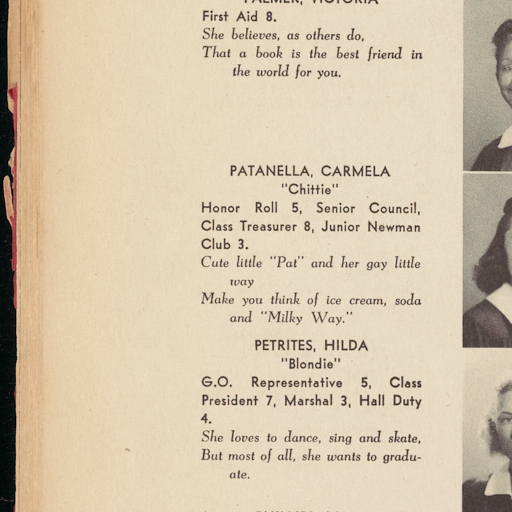 PALMER, VICTORIA
First Aid 8.
She believes, as others do,
That a book is the best friend in
the world for you.
PATANELLA, CARMELA
"Chittie"
Honor Roll 5, Senior Council,
Class Treasurer 8, Junior Newman
Club 3.
Cute little "Pat" and her gay little
way
Make you think of ice cream, soda
and "Milky Way."
PETRITES, HILDA
"Blondie"
G.O. Representative 5, Class
President 7, Marshal 3, Hall Duty
4.
She loves to dance, sing and skate,
But most of all, she wants to gradu-
ate.